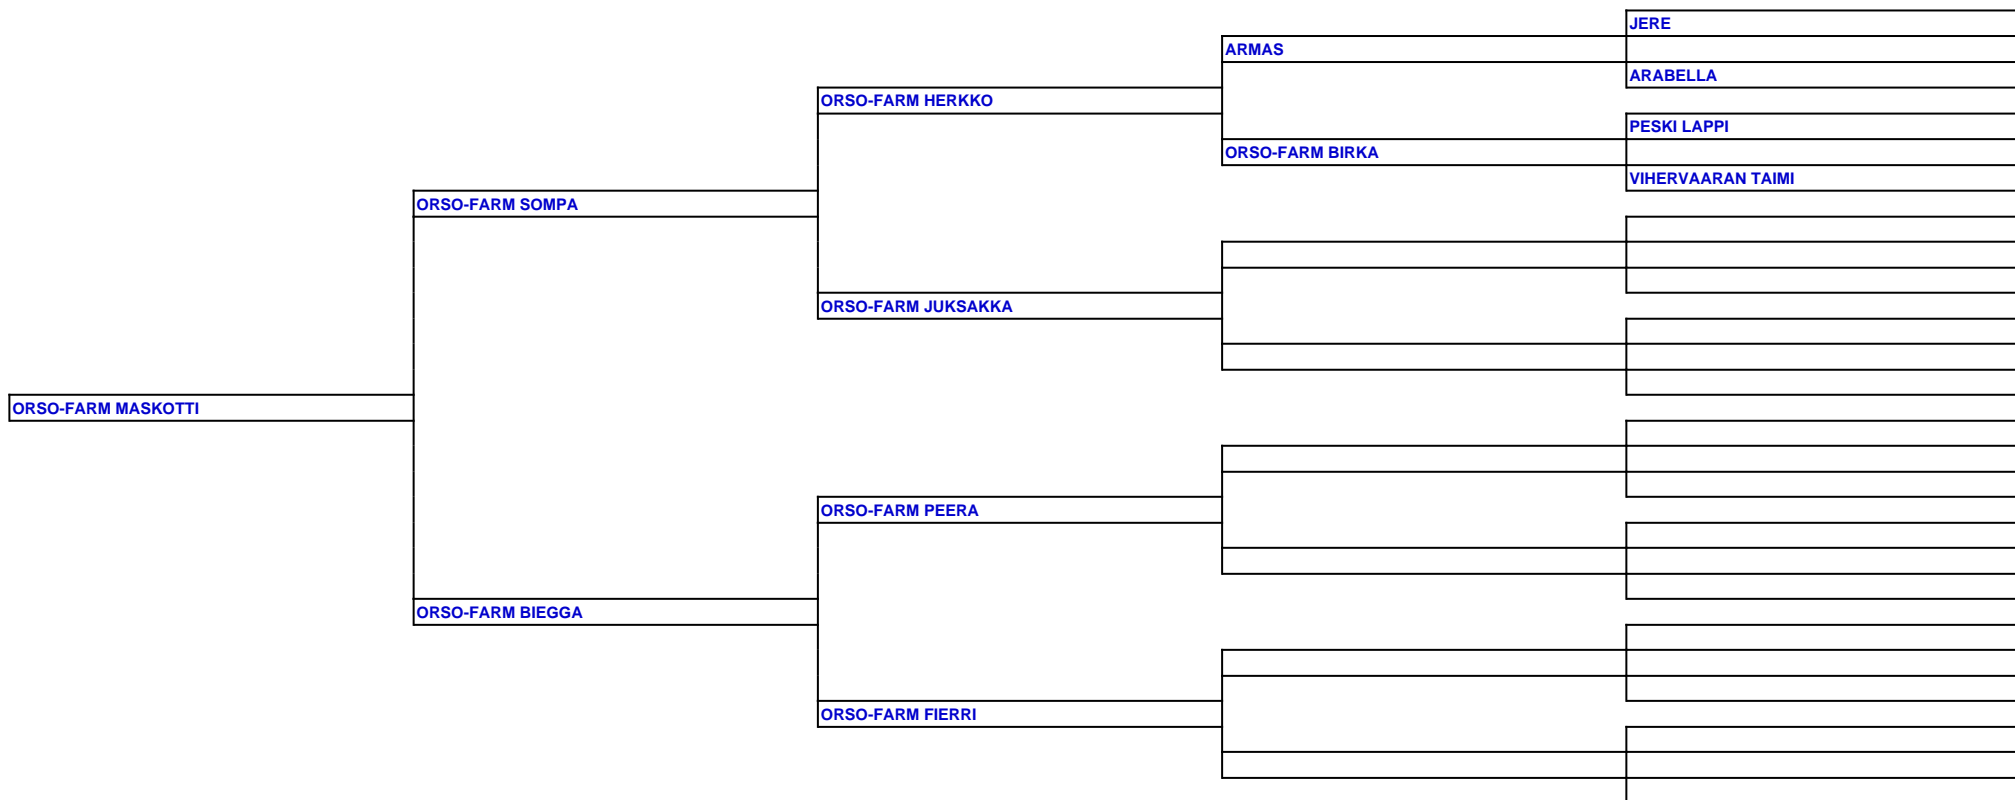 JERE
ARMAS
ARABELLA
ORSO-FARM HERKKO
PESKI LAPPI
ORSO-FARM BIRKA
VIHERVAARAN TAIMI
ORSO-FARM SOMPA
ORSO-FARM JUKSAKKA
ORSO-FARM MASKOTTI
ORSO-FARM PEERA
ORSO-FARM BIEGGA
ORSO-FARM FIERRI